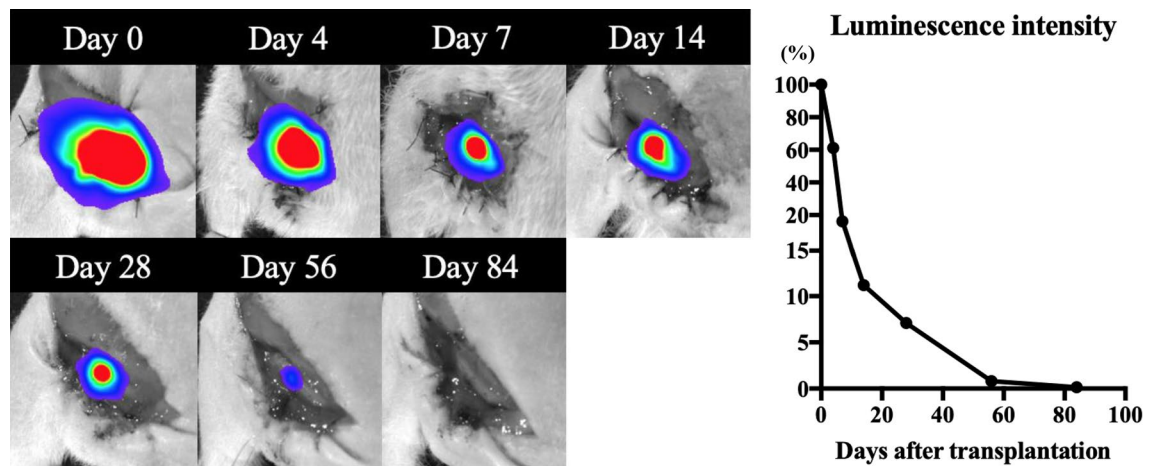 Day 0
Day 4
Day 7
Day 14
Day 28
Day 56
Day 84
Luminescence intensity
(%)
100
80
60
40
20
15
10
5
0
0 20 40 60 80 100
Days after transplantation